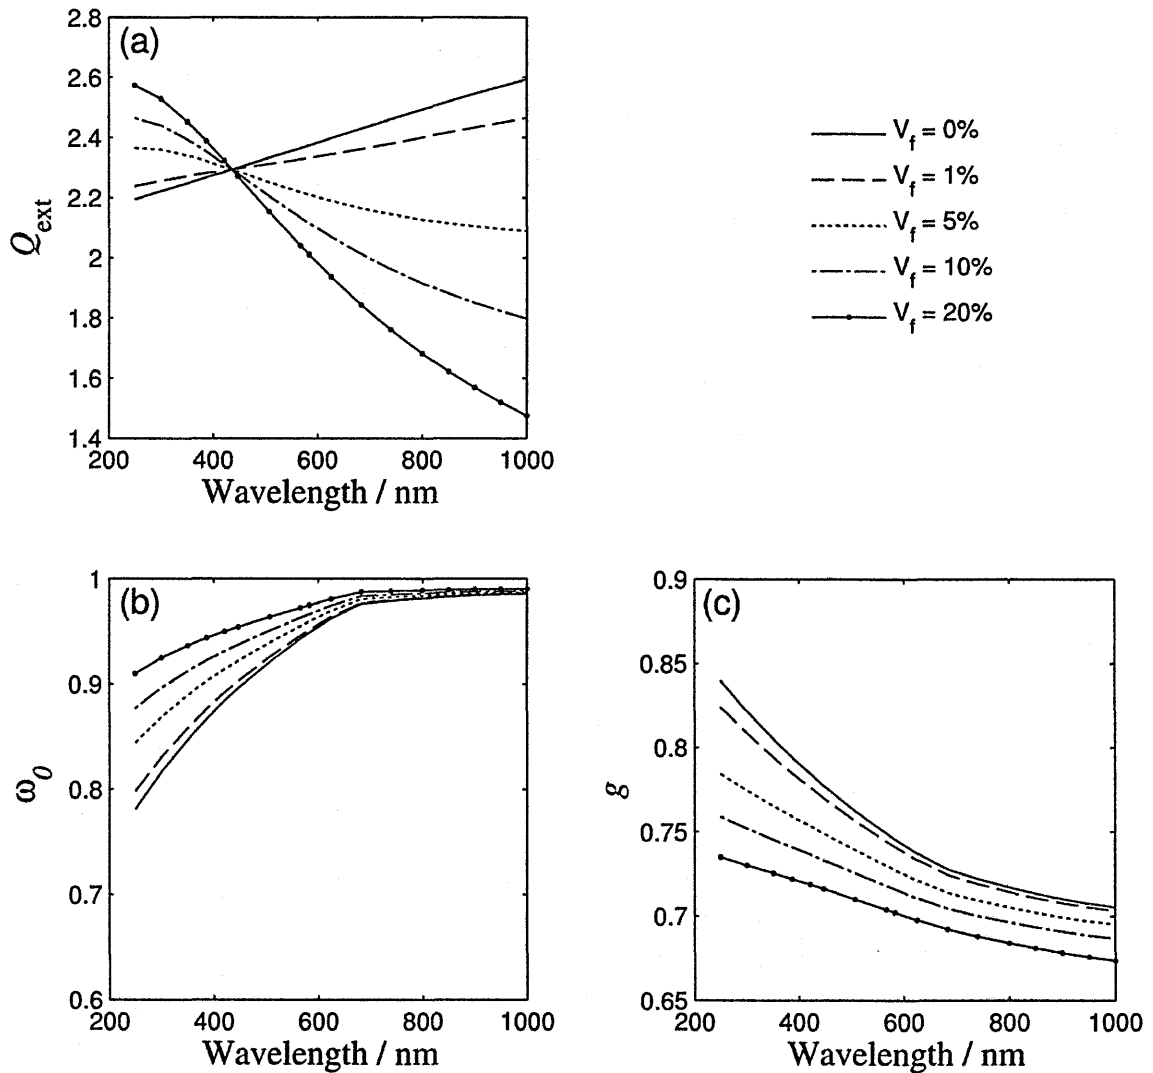 (a)
2.8
2.6
2.4
2.2
2
1.8
1.6
1.4
Q_ext
200 400 600 800 1000
Wavelength / nm
V_f = 0%
V_f = 1%
V_f = 5%
V_f = 10%
V_f = 20%
(b)
1
0.9
0.8
0.7
0.6
ω_0
200 400 600 800 1000
Wavelength / nm
(c)
0.9
0.85
0.8
0.75
0.7
0.65
g
200 400 600 800 1000
Wavelength / nm